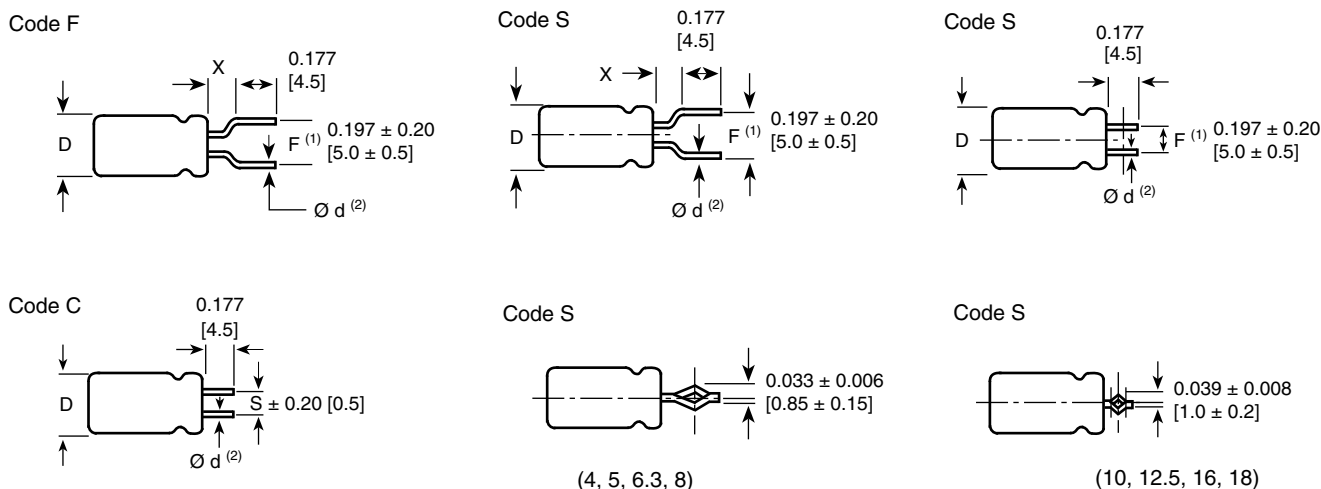 Code F
X
0.177
[4.5]
D
F (1)
0.197 ± 0.20
[5.0 ± 0.5]
Ø d (2)
Code S
0.177
[4.5]
X
D
F (1)
0.197 ± 0.20
[5.0 ± 0.5]
Ø d (2)
Code S
0.177
[4.5]
D
F (1)
0.197 ± 0.20
[5.0 ± 0.5]
Ø d (2)
Code C
0.177
[4.5]
D
S ± 0.20 [0.5]
Ø d (2)
Code S
0.033 ± 0.006
[0.85 ± 0.15]
(4, 5, 6.3, 8)
Code S
0.039 ± 0.008
[1.0 ± 0.2]
(10, 12.5, 16, 18)